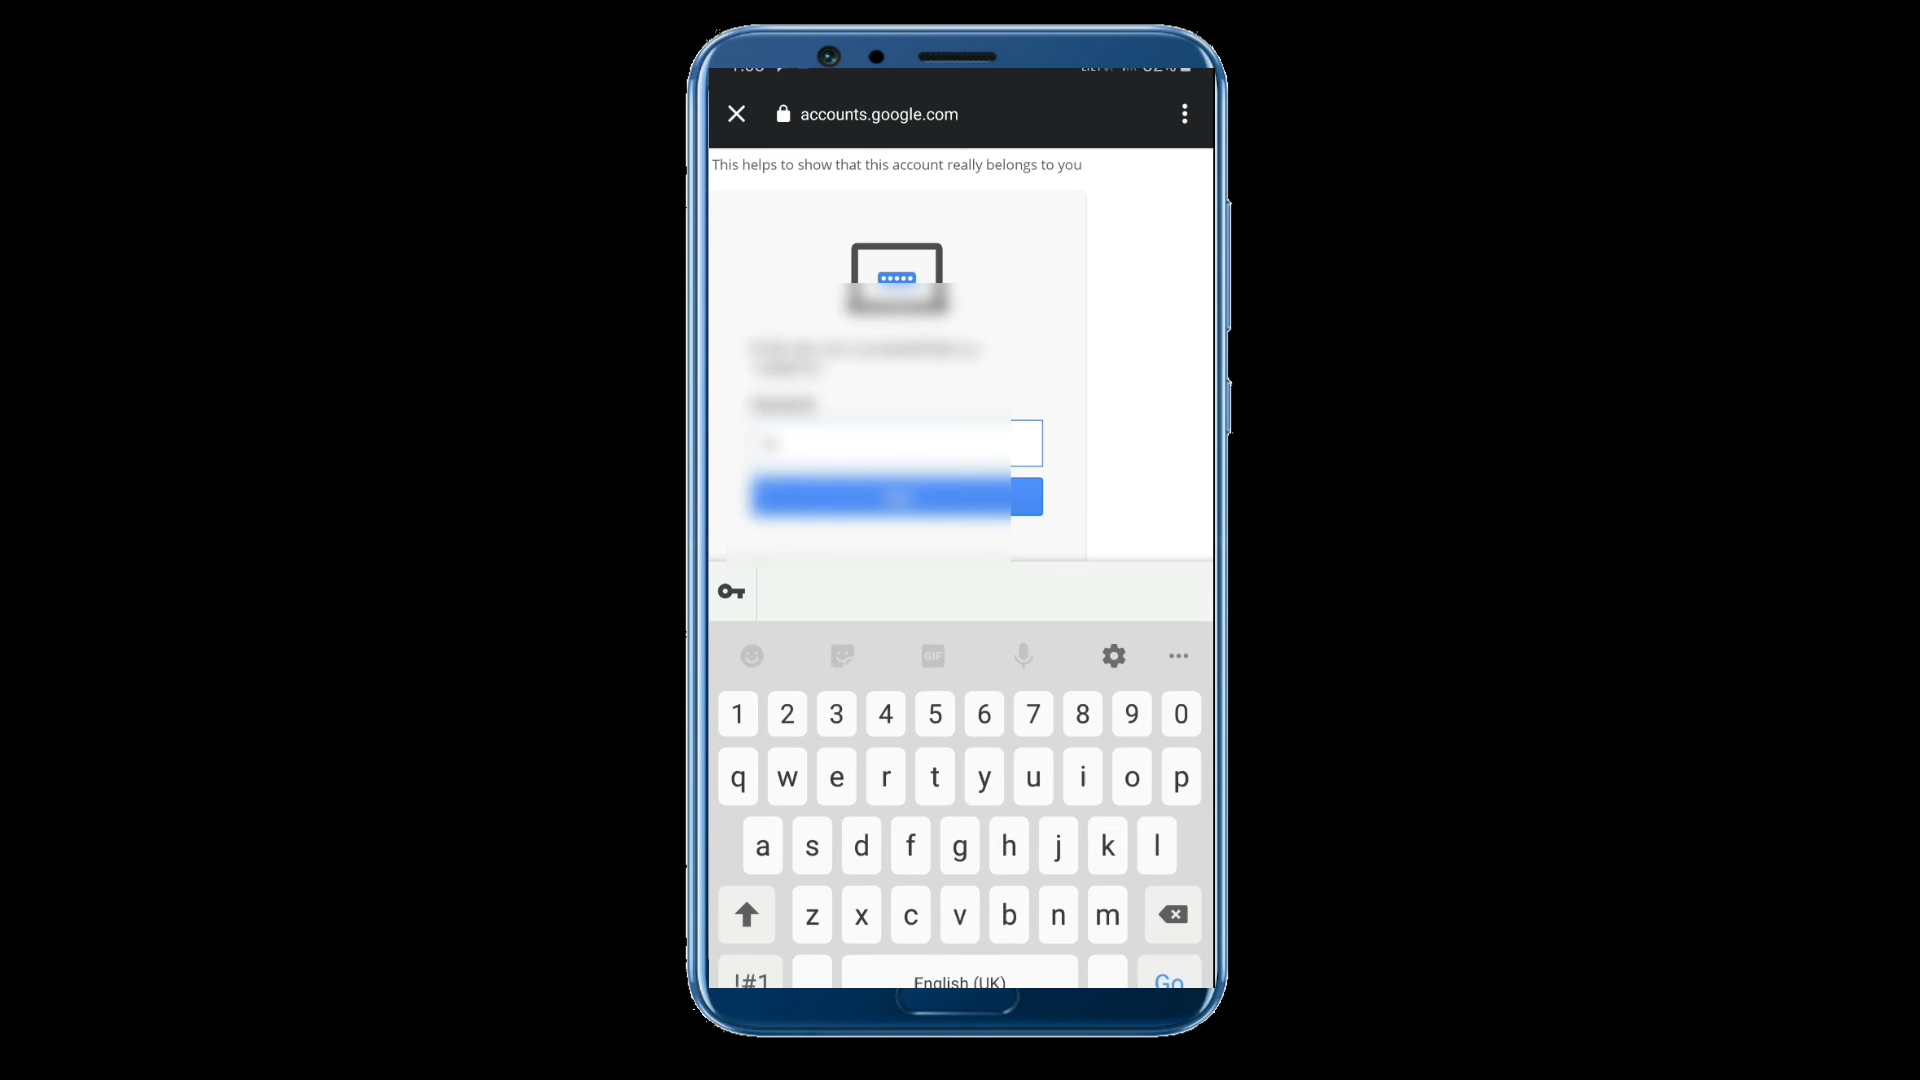 accounts.google.com
This helps to show that this account really belongs to you
GIF
1 2 3 4 5 6 7 8 9 0
q w e r t y u i o p
a s d f g h j k l
z x c v b n m
!#1 English (UK) Go